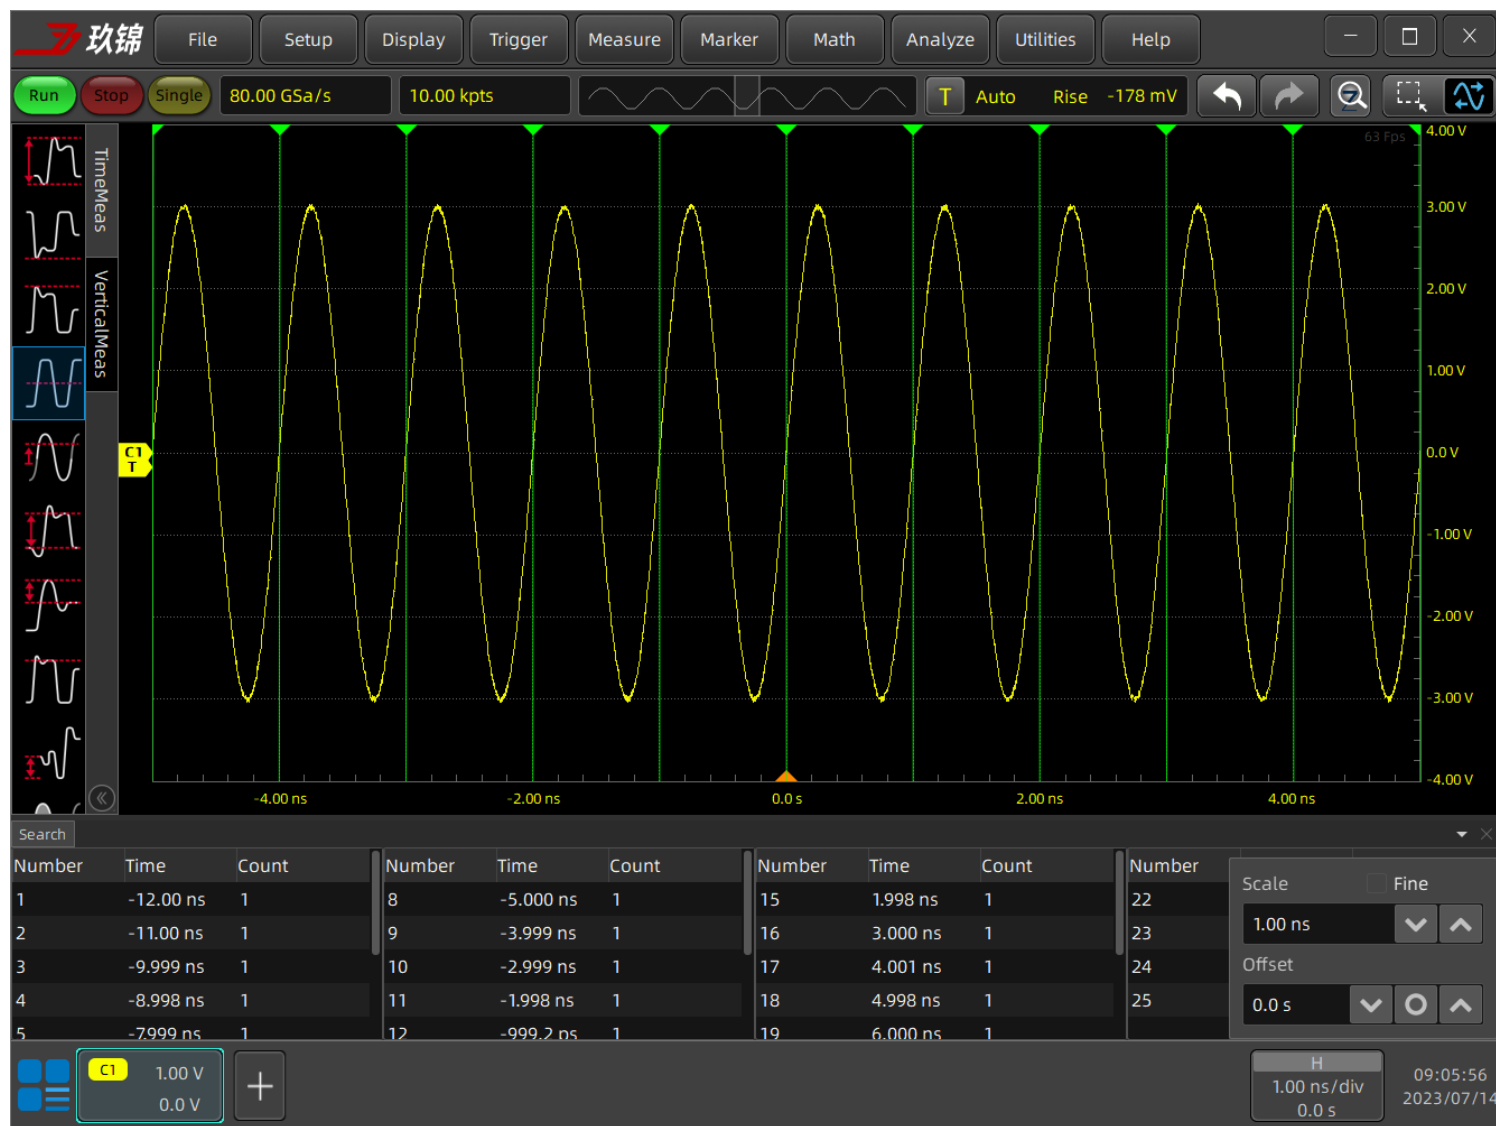 玖锦 File Setup Display Trigger Measure Marker Math Analyze Utilities Help
Run Stop Single 80.00 GSa/s 10.00 kpts T Auto Rise -178 mV
TimeMeas
VerticalMeas
63 Fps
4.00 V
3.00 V
2.00 V
1.00 V
C1
T
0.0 V
-1.00 V
-2.00 V
-3.00 V
-4.00 V
-4.00 ns -2.00 ns 0.0 s 2.00 ns 4.00 ns
Search
Number Time Count Number Time Count Number Time Count Number
1 -12.00 ns 1 8 -5.000 ns 1 15 1.998 ns 1 22
2 -11.00 ns 1 9 -3.999 ns 1 16 3.000 ns 1 23
3 -9.999 ns 1 10 -2.999 ns 1 17 4.001 ns 1 24
4 -8.998 ns 1 11 -1.998 ns 1 18 4.998 ns 1 25
5 -7.999 ns 1 12 -999.2 ps 1 19 6.000 ns 1
Scale Fine
1.00 ns
Offset
0.0 s
C1 1.00 V
0.0 V
H
1.00 ns/div
0.0 s
09:05:56
2023/07/14